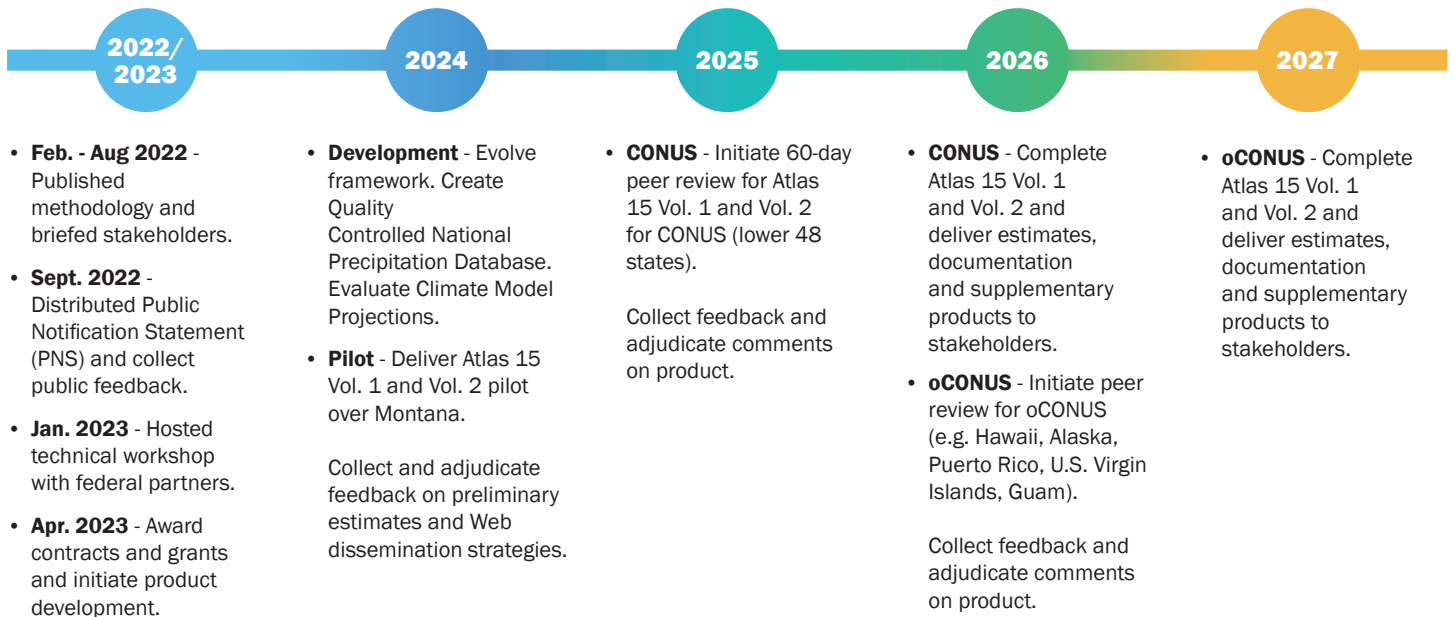 2022/
2023
2024
2025
2026
2027
• Feb. - Aug 2022 -
Published
methodology and
briefed stakeholders.
• Sept. 2022 -
Distributed Public
Notification Statement
(PNS) and collect
public feedback.
• Jan. 2023 - Hosted
technical workshop
with federal partners.
• Apr. 2023 - Award
contracts and grants
and initiate product
development.
• Development - Evolve
framework. Create
Quality
Controlled National
Precipitation Database.
Evaluate Climate Model
Projections.
• Pilot - Deliver Atlas 15
Vol. 1 and Vol. 2 pilot
over Montana.
Collect and adjudicate
feedback on preliminary
estimates and Web
dissemination strategies.
• CONUS - Initiate 60-day
peer review for Atlas
15 Vol. 1 and Vol. 2
for CONUS (lower 48
states).
Collect feedback and
adjudicate comments
on product.
• CONUS - Complete
Atlas 15 Vol. 1
and Vol. 2 and
deliver estimates,
documentation
and supplementary
products to
stakeholders.
• oCONUS - Initiate peer
review for oCONUS
(e.g. Hawaii, Alaska,
Puerto Rico, U.S. Virgin
Islands, Guam).
Collect feedback and
adjudicate comments
on product.
• oCONUS - Complete
Atlas 15 Vol. 1
and Vol. 2 and
deliver estimates,
documentation
and supplementary
products to
stakeholders.